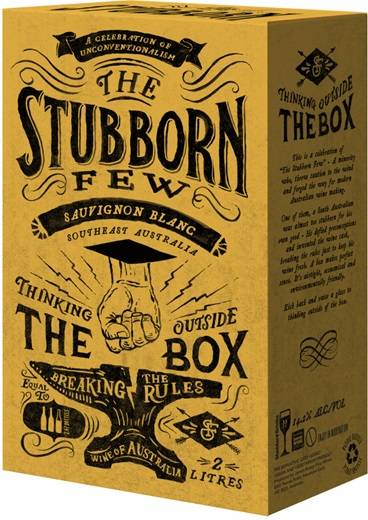 A CELEBRATION OF
UNCONVENTIONALISM
THE
STUBBORN
FEW
SAUVIGNON BLANC
SOUTHEAST AUSTRALIA
THINKING OUTSIDE
THE BOX
BREAKING THE RULES
EQUAL TO
WINE OF AUSTRALIA
2 LITRES
THINKING OUTSIDE
THE BOX
This is a celebration of
"The Stubborn Few" - A minority
who, threw caution to the wind
and forged the way for modern
Australian wine making.
One of them, a South Australian
was almost too stubborn for his
own good - He defied preconceptions
and invented the wine cask,
breaking the rules just to keep his
wines fresh. A box makes perfect
sense. It's airtight, economical and
environmentally friendly.
Kick back and raise a glass to
thinking outside of the box.
ALC/VOL